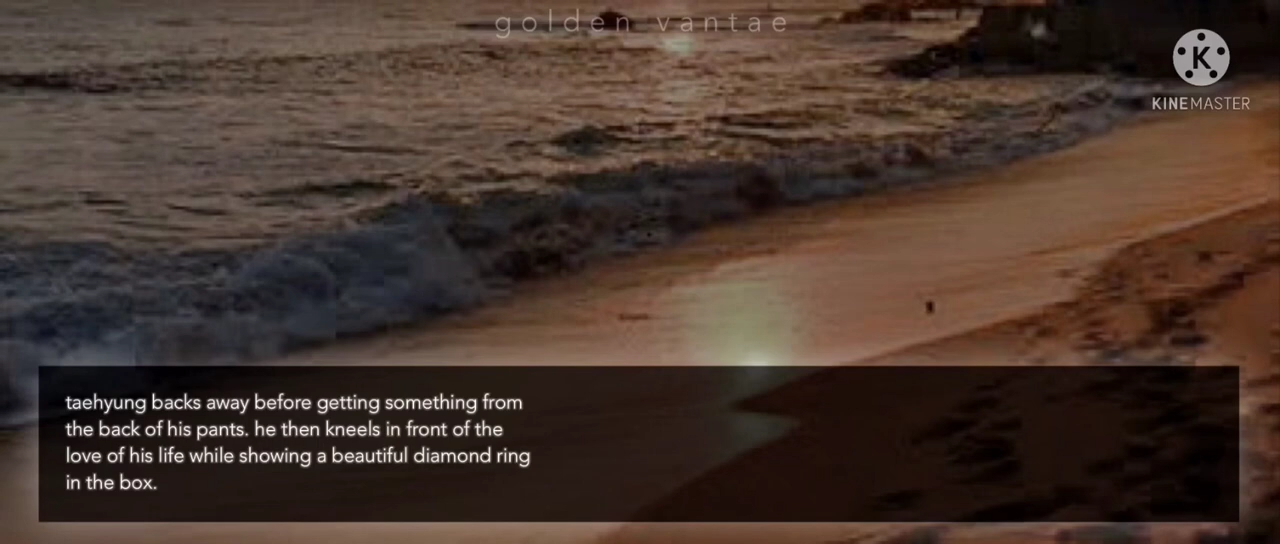 golden vantae
K
KINEMASTER
taehyung backs away before getting something from
the back of his pants. he then kneels in front of the
love of his life while showing a beautiful diamond ring
in the box.